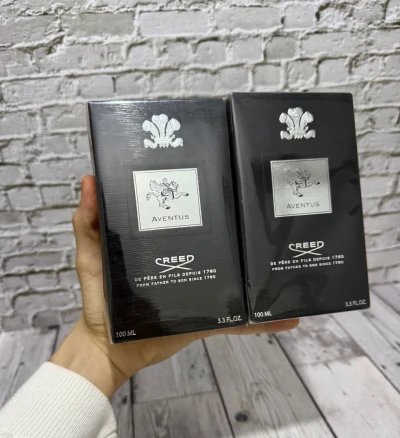 AVENTUS
CREED
DE PÈRE EN FILS DEPUIS 1760
FROM FATHER TO SON SINCE 1760
100 ML
3.3 FL.OZ.
AVENTUS
CREED
DE PÈRE EN FILS DEPUIS 1760
FROM FATHER TO SON SINCE 1760
100 ML
3.3 FL.OZ.